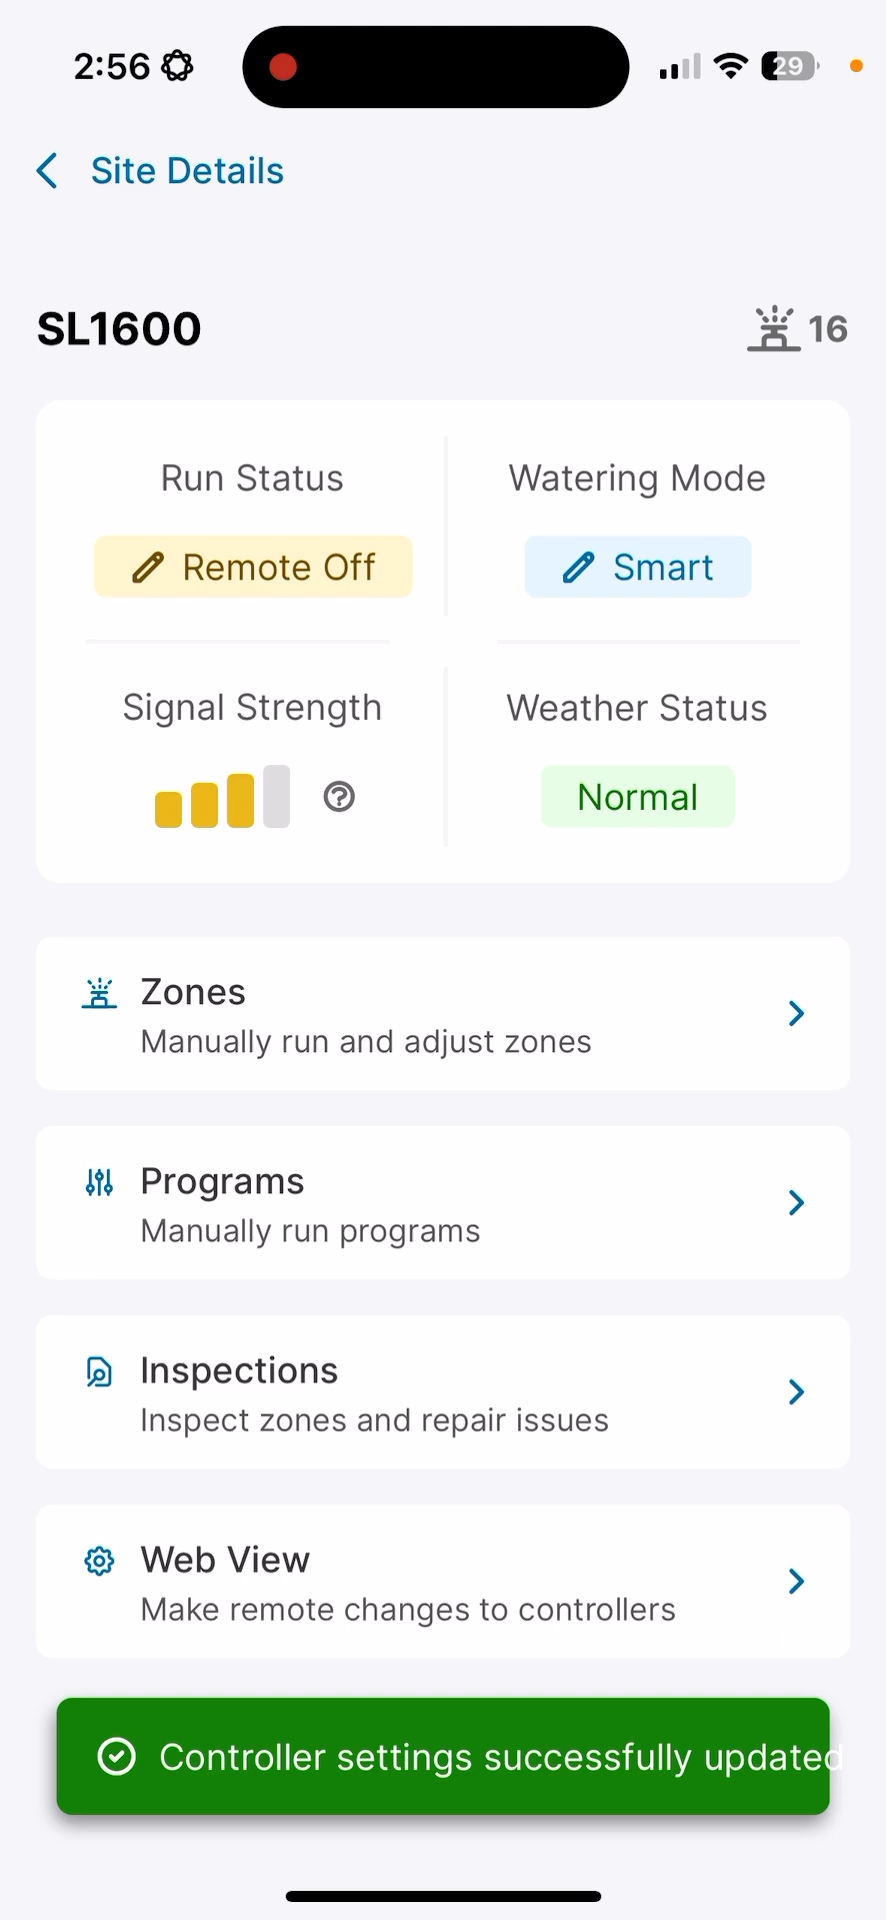 2:56
29
Site Details
SL1600
16
Run Status
Watering Mode
Remote Off
Smart
Signal Strength
Weather Status
Normal
Zones
Manually run and adjust zones
Programs
Manually run programs
Inspections
Inspect zones and repair issues
Web View
Make remote changes to controllers
Controller settings successfully updated